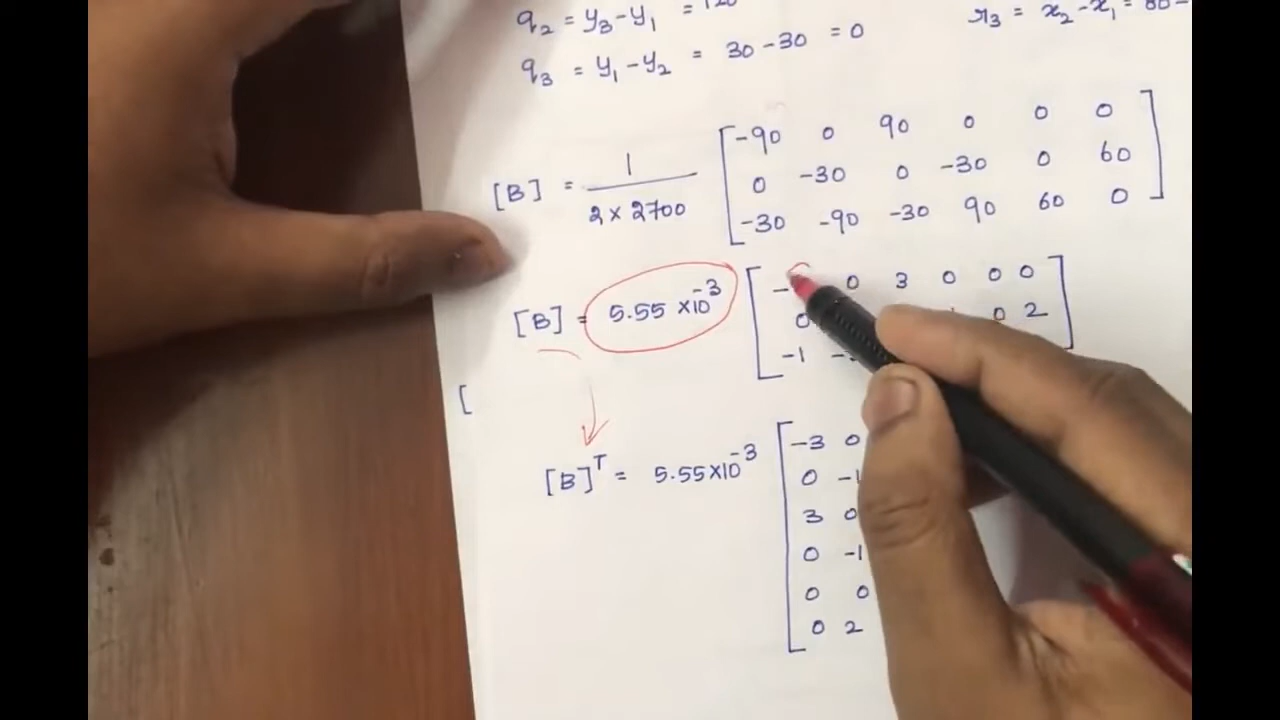 q₂ = y₃ - y₁ = 120
r₃ = x₂ - x₁ =
q₃ = y₁ - y₂ = 30 - 30 = 0
[B] = 1 / (2 × 2700) [ -90 0 90 0 0 0
0 -30 0 -30 0 60
-30 -90 -30 90 60 0 ]
[B] = 5.55 × 10⁻³ [ - 0 3 0 0 0
0 0 2
-1 ]
[
[B]ᵀ = 5.55 × 10⁻³ [ -3 0
0 -1
3 0
0 -1
0 0
0 2